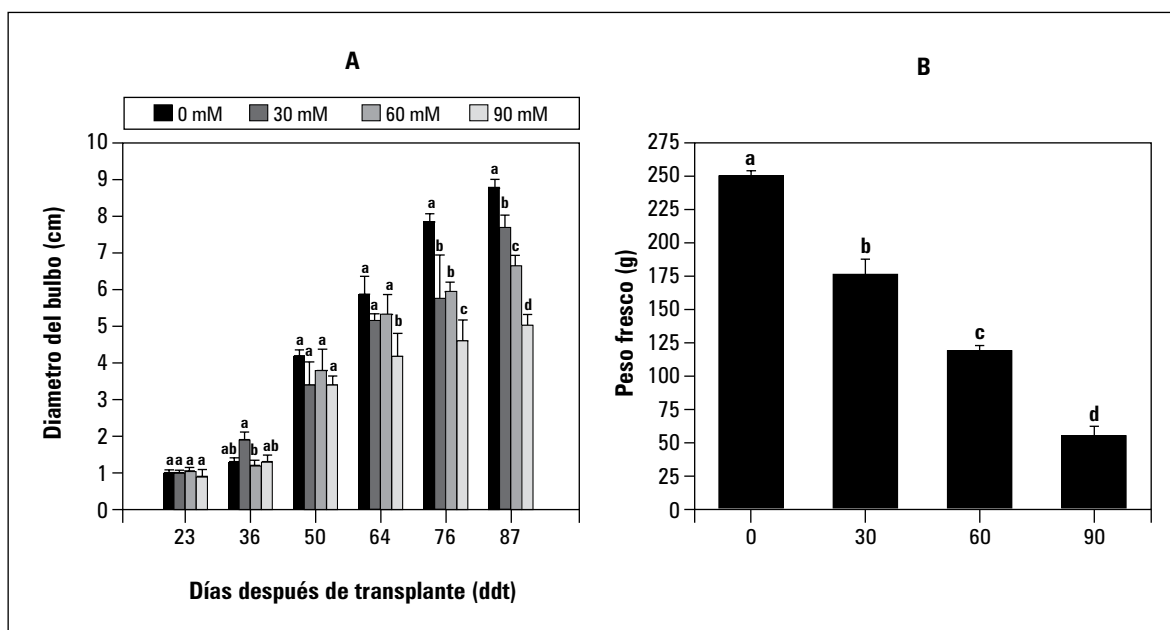 A
0 mM 30 mM 60 mM 90 mM
Diametro del bulbo (cm)
10
9
8
7
6
5
4
3
2
1
0
a a a a
ab a b ab
a a a a
a a a b
a b b c
a b c d
23 36 50 64 76 87
Días después de transplante (ddt)
B
Peso fresco (g)
275
250
225
200
175
150
125
100
75
50
25
0
a
b
c
d
0 30 60 90